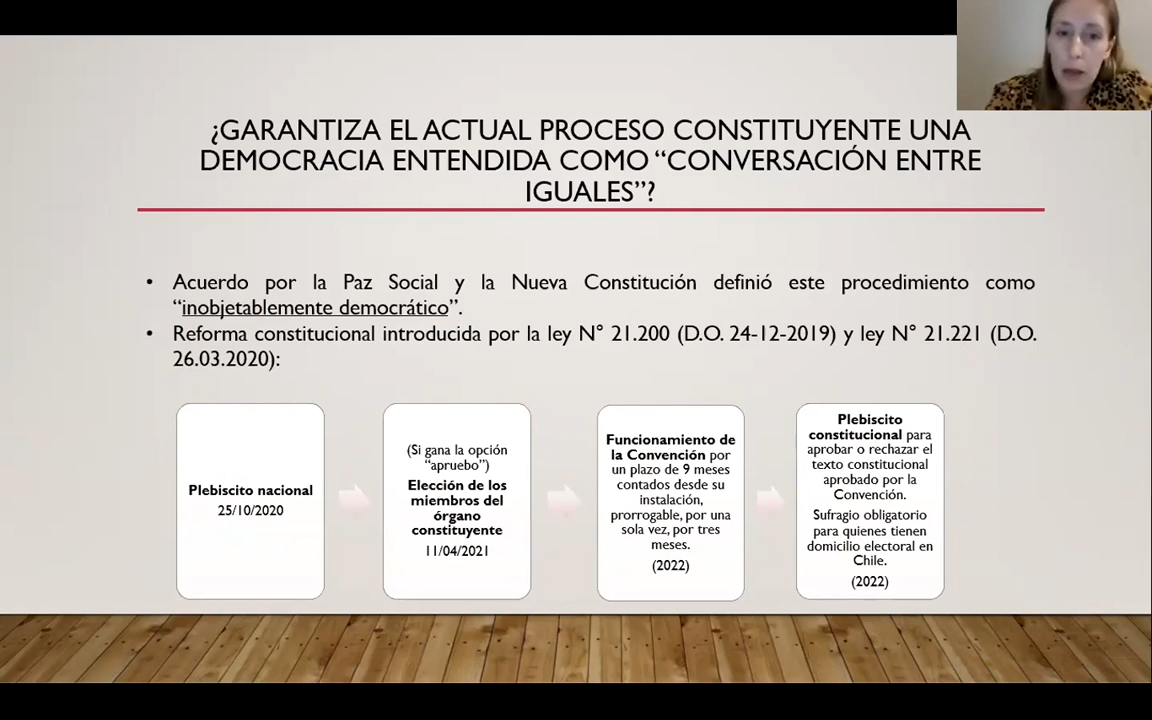 ¿GARANTIZA EL ACTUAL PROCESO CONSTITUYENTE UNA
DEMOCRACIA ENTENDIDA COMO “CONVERSACIÓN ENTRE
IGUALES”?
• Acuerdo por la Paz Social y la Nueva Constitución definió este procedimiento como
“inobjetablemente democrático”.
• Reforma constitucional introducida por la ley N° 21.200 (D.O. 24-12-2019) y ley N° 21.221 (D.O.
26.03.2020):
Plebiscito nacional
25/10/2020
(Si gana la opción
“apruebo”)
Elección de los
miembros del
órgano
constituyente
11/04/2021
Funcionamiento de
la Convención por
un plazo de 9 meses
contados desde su
instalación,
prorrogable, por una
sola vez, por tres
meses.
(2022)
Plebiscito
constitucional para
aprobar o rechazar el
texto constitucional
aprobado por la
Convención.
Sufragio obligatorio
para quienes tienen
domicilio electoral en
Chile.
(2022)